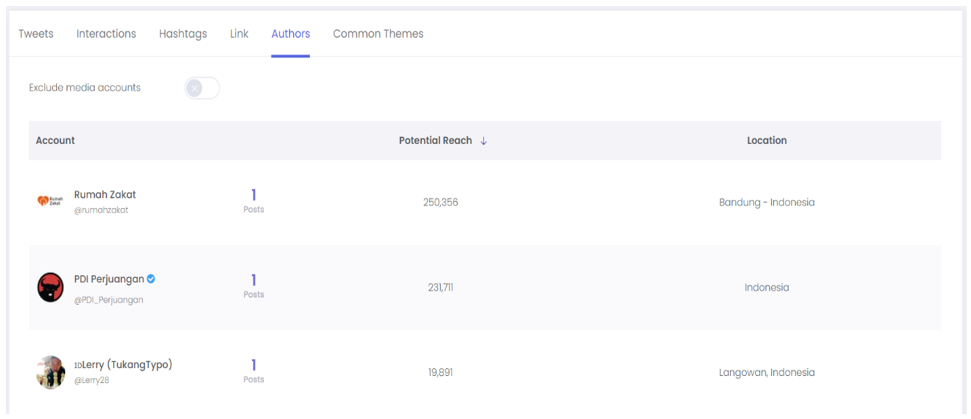 Tweets Interactions Hashtags Link Authors Common Themes
Exclude media accounts
Account Potential Reach ↓ Location
Rumah Zakat
Rumah Zakat
@rumahzakat
1
Posts
250,356
Bandung - Indonesia
PDI Perjuangan
@PDI_Perjuangan
1
Posts
231,711
Indonesia
IDLerry (TukangTypo)
@Lerry28
1
Posts
19,891
Langowan, Indonesia